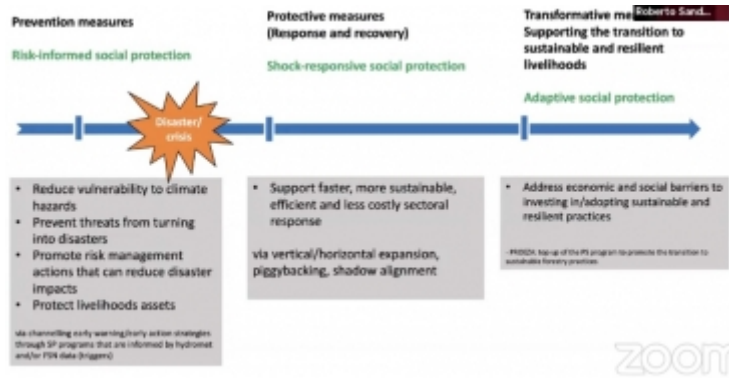 Prevention measures
Risk-informed social protection
Protective measures
(Response and recovery)
Shock-responsive social protection
Roberto Sand...
Transformative
Supporting the transition to
sustainable and resilient
livelihoods
Adaptive social protection
Disaster/
crisis
• Reduce vulnerability to climate
hazards
• Prevent threats from turning
into disasters
• Promote risk management
actions that can reduce disaster
impacts
• Protect livelihoods assets
via channelling early warning/early action strategies
through SP programs that are informed by hydromet
and/or FSN data (triggers)
• Support faster, more sustainable,
efficient and less costly sectoral
response
via vertical/horizontal expansion,
piggybacking, shadow alignment
• Address economic and social barriers to
investing in/adopting sustainable and
resilient practices
top up of the PS program to promote the transition to
sustainable forestry practices
zoom